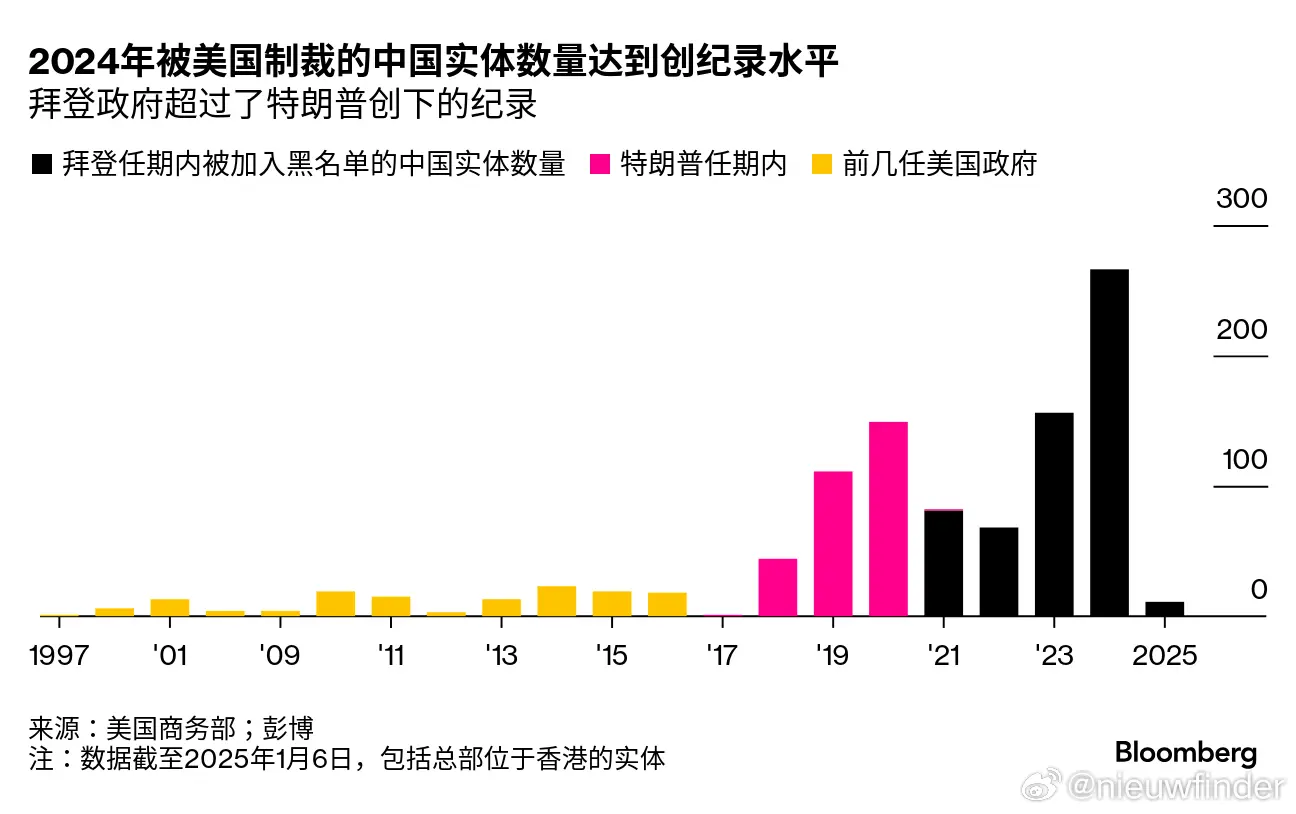 2024年被美国制裁的中国实体数量达到创纪录水平
拜登政府超过了特朗普创下的纪录
拜登任期内被加入黑名单的中国实体数量 特朗普任期内 前几任美国政府
300
200
100
0
1997 '01 '09 '11 '13 '15 '17 '19 '21 '23 2025
来源：美国商务部；彭博
注：数据截至2025年1月6日，包括总部位于香港的实体
Bloomberg
@nieuwfinder